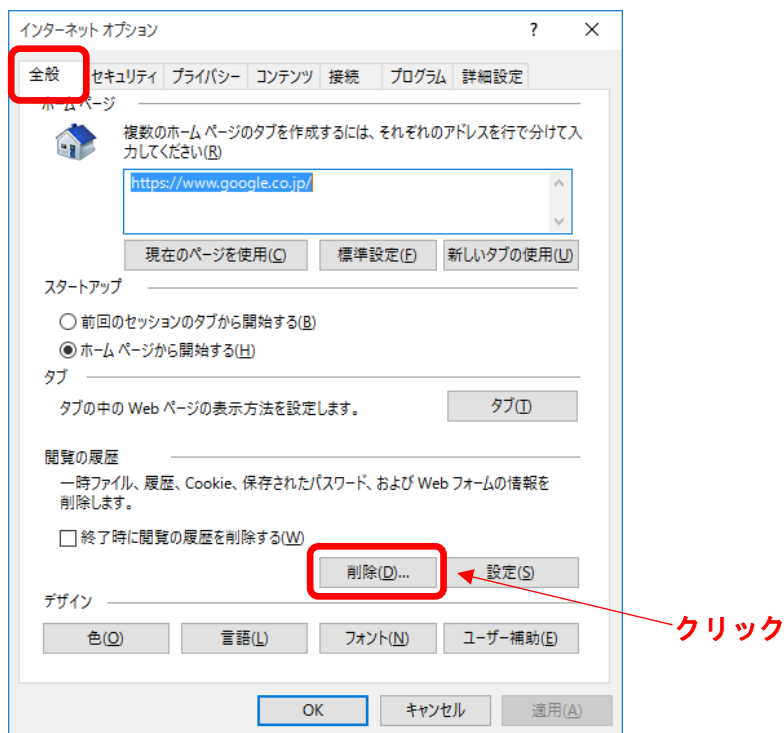 インターネット オプション ? ×
全般 セキュリティ プライバシー コンテンツ 接続 プログラム 詳細設定
ホーム ページ
複数のホーム ページのタブを作成するには、それぞれのアドレスを行で分けて入
力してください(R)
https://www.google.co.jp/
現在のページを使用(C) 標準設定(F) 新しいタブの使用(U)
スタートアップ
前回のセッションのタブから開始する(B)
ホーム ページから開始する(H)
タブ
タブの中の Web ページの表示方法を設定します。 タブ(T)
閲覧の履歴
一時ファイル、履歴、Cookie、保存されたパスワード、および Web フォームの情報を
削除します。
終了時に閲覧の履歴を削除する(W)
削除(D)... 設定(S)
クリック
デザイン
色(O) 言語(L) フォント(N) ユーザー補助(E)
OK キャンセル 適用(A)